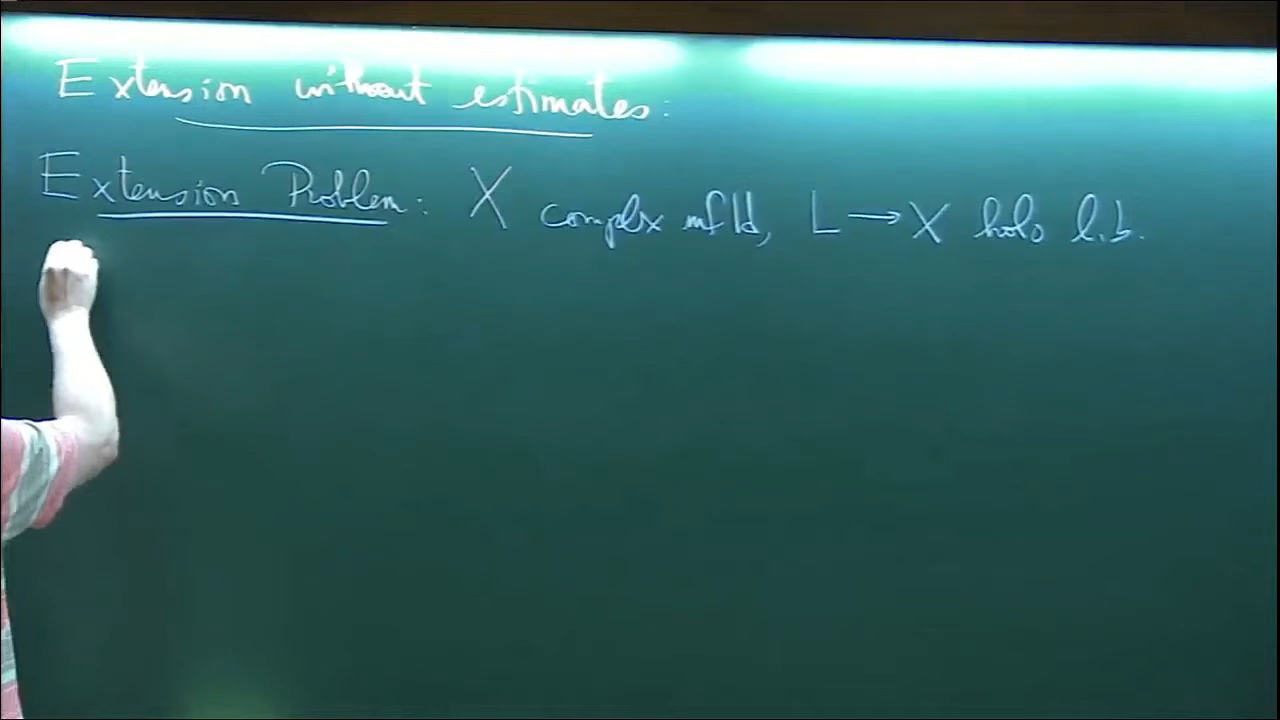 Extension without estimates:
Extension Problem: X complex mfld, L → X holo l.b.